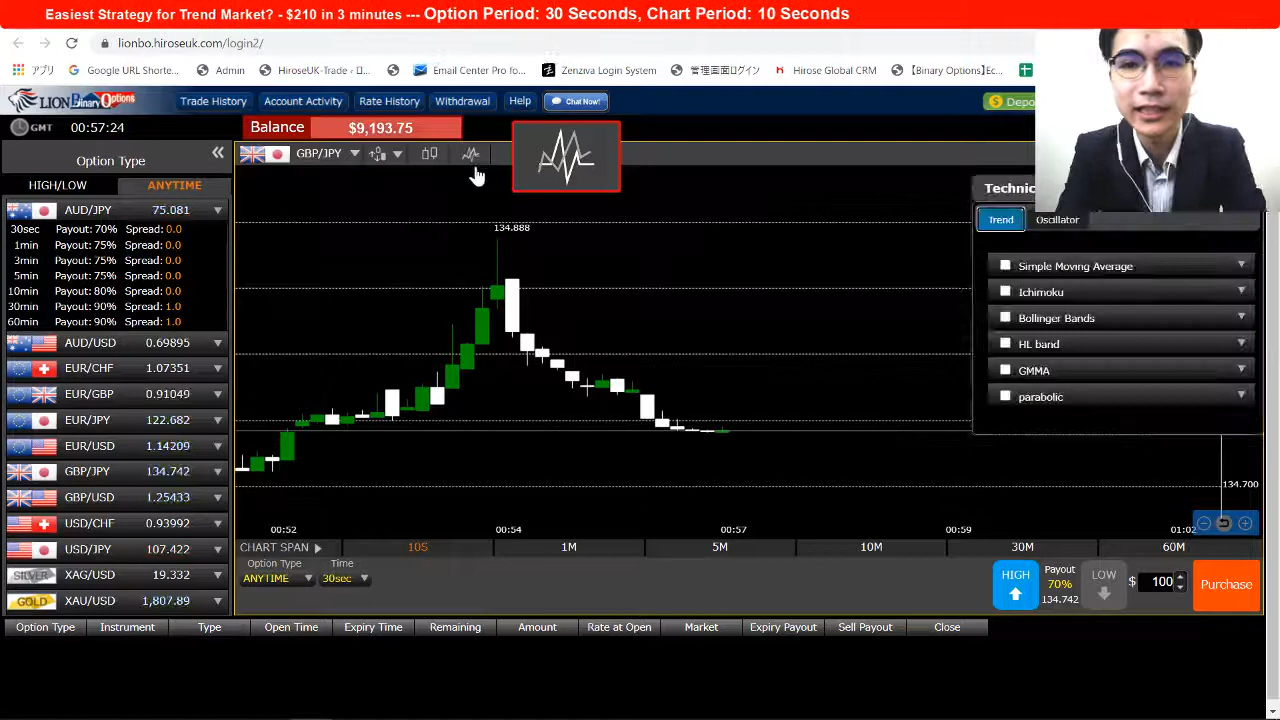 Easiest Strategy for Trend Market? - $210 in 3 minutes --- Option Period: 30 Seconds, Chart Period: 10 Seconds
lionbo.hiroseuk.com/login2/
アプリ Google URL Shorte... Admin HiroseUK-Trade‹ロ... Email Center Pro fo... Zenziva Login System 管理画面ログイン Hirose Global CRM 【Binary Options】Ec...
LION Binary Options Trade History Account Activity Rate History Withdrawal Help Chat Now! Depo
GMT 00:57:24 Balance $9,193.75
Option Type GBP/JPY
HIGH/LOW ANYTIME Technic
AUD/JPY 75.081 Trend Oscillator
30sec Payout: 70% Spread: 0.0 134.888
1min Payout: 75% Spread: 0.0
3min Payout: 75% Spread: 0.0 Simple Moving Average
5min Payout: 75% Spread: 0.0 Ichimoku
10min Payout: 80% Spread: 0.0
30min Payout: 90% Spread: 1.0 Bollinger Bands
60min Payout: 90% Spread: 1.0
AUD/USD 0.69895 HL band
EUR/CHF 1.07351 GMMA
EUR/GBP 0.91049 parabolic
EUR/JPY 122.682
EUR/USD 1.14209
GBP/JPY 134.742
134.700
GBP/USD 1.25433
USD/CHF 0.93895
00:52 00:54 00:57 00:59 01:02
USD/JPY 107.422 CHART SPAN 10S 1M 5M 10M 30M 60M
Option Type Time
SILVER XAG/USD 19.332 ANYTIME 30sec HIGH Payout 70% 134.742 LOW $ 100 Purchase
GOLD XAU/USD 1,807.89
Option Type Instrument Type Open Time Expiry Time Remaining Amount Rate at Open Market Expiry Payout Sell Payout Close